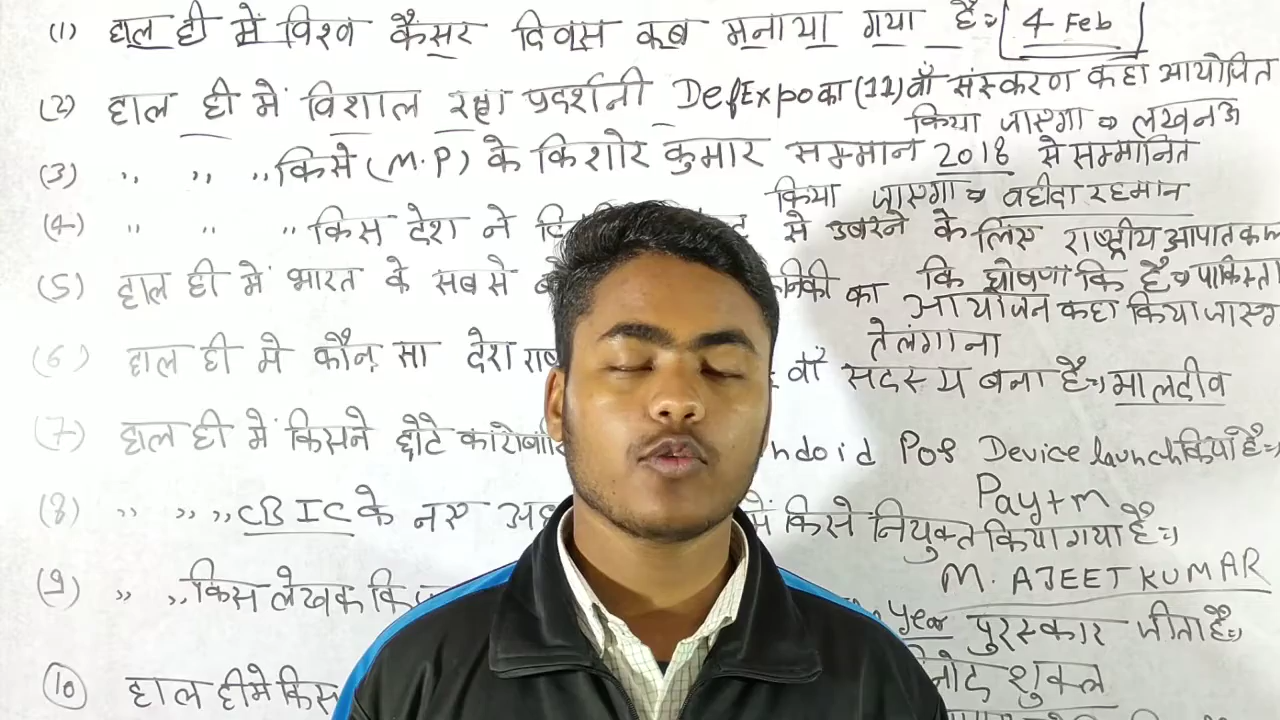 (1) हाल ही में विश्व कैंसर दिवस कब मनाया गया है⇒ 4 Feb
(2) हाल ही में विशाल रक्षा प्रदर्शनी DefExpo का (11) वाँ संस्करण कहा आयोजित
किया जाएगा ⇒ लखनऊ
(3) " " " किसे (M.P) के किशोर कुमार सम्मान 2018 से सम्मानित
किया जाएगा ⇒ वहीदा रहमान
(4) " " " किस देश ने से उबरने के लिए राष्ट्रीय आपातकाल
कि घोषणा कि है ⇒ पाकिस्ता
(5) हाल ही में भारत के सबसे का आयोजन कहा किया जाएगा
तेलंगाना
(6) हाल ही मे कौन सा देश वाँ सदस्य बना है⇒ मालदीव
(7) हाल ही में किसने छोटे ndoid Pos Device launch किया है⇒
Paytm
(8) " " " CBIC के नए में किसे नियुक्त किया गया है⇒
M. AJEET KUMAR
(9) " " किस लेखक कि year पुरस्कार जीता है⇒
शुक्ल
10 हाल ही मे किस